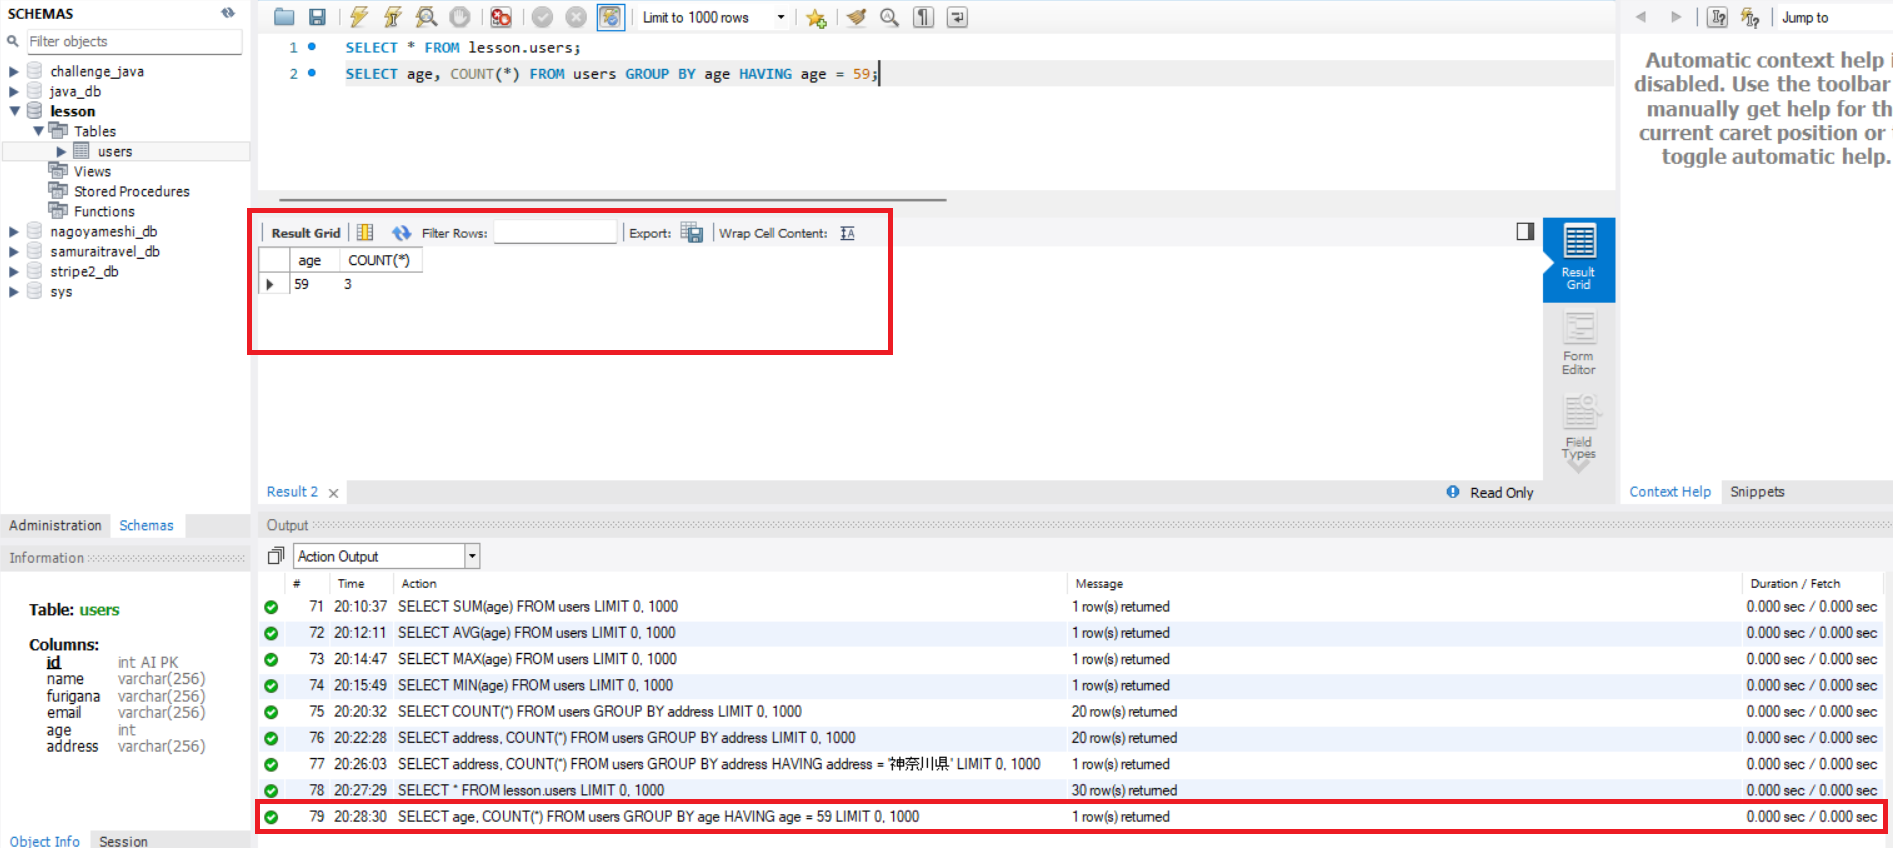 SCHEMAS
Filter objects
challenge_java
java_db
lesson
Tables
users
Views
Stored Procedures
Functions
nagoyameshi_db
samuraitravel_db
stripe2_db
sys
Administration Schemas
Information
Table: users
Columns:
id int AI PK
name varchar(256)
furigana varchar(256)
email varchar(256)
age int
address varchar(256)
Object Info Session
Limit to 1000 rows
1 SELECT * FROM lesson.users;
2 SELECT age, COUNT(*) FROM users GROUP BY age HAVING age = 59;
Result Grid Filter Rows: Export: Wrap Cell Content:
age COUNT(*)
59 3
Result
Grid
Form
Editor
Field
Types
Result 2 Read Only
Jump to
Automatic context help
disabled. Use the toolbar
manually get help for
current caret position or
toggle automatic help.
Context Help Snippets
Output
Action Output
# Time Action Message Duration / Fetch
71 20:10:37 SELECT SUM(age) FROM users LIMIT 0, 1000 1 row(s) returned 0.000 sec / 0.000 sec
72 20:12:11 SELECT AVG(age) FROM users LIMIT 0, 1000 1 row(s) returned 0.000 sec / 0.000 sec
73 20:14:47 SELECT MAX(age) FROM users LIMIT 0, 1000 1 row(s) returned 0.000 sec / 0.000 sec
74 20:15:49 SELECT MIN(age) FROM users LIMIT 0, 1000 1 row(s) returned 0.000 sec / 0.000 sec
75 20:20:32 SELECT COUNT(*) FROM users GROUP BY address LIMIT 0, 1000 20 row(s) returned 0.000 sec / 0.000 sec
76 20:22:28 SELECT address, COUNT(*) FROM users GROUP BY address LIMIT 0, 1000 20 row(s) returned 0.000 sec / 0.000 sec
77 20:26:03 SELECT address, COUNT(*) FROM users GROUP BY address HAVING address = '神奈川県' LIMIT 0, 1000 1 row(s) returned 0.000 sec / 0.000 sec
78 20:27:29 SELECT * FROM lesson.users LIMIT 0, 1000 30 row(s) returned 0.000 sec / 0.000 sec
79 20:28:30 SELECT age, COUNT(*) FROM users GROUP BY age HAVING age = 59 LIMIT 0, 1000 1 row(s) returned 0.000 sec / 0.000 sec